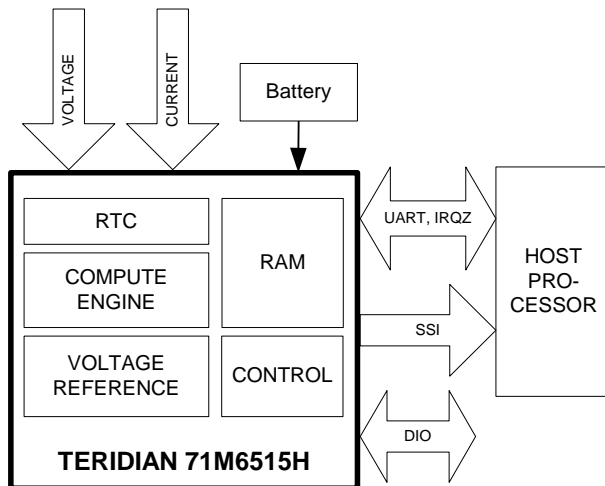 VOLTAGE
CURRENT
Battery
RTC
COMPUTE
ENGINE
VOLTAGE
REFERENCE
RAM
CONTROL
TERIDIAN 71M6515H
UART, IRQZ
SSI
DIO
HOST
PRO-
CESSOR